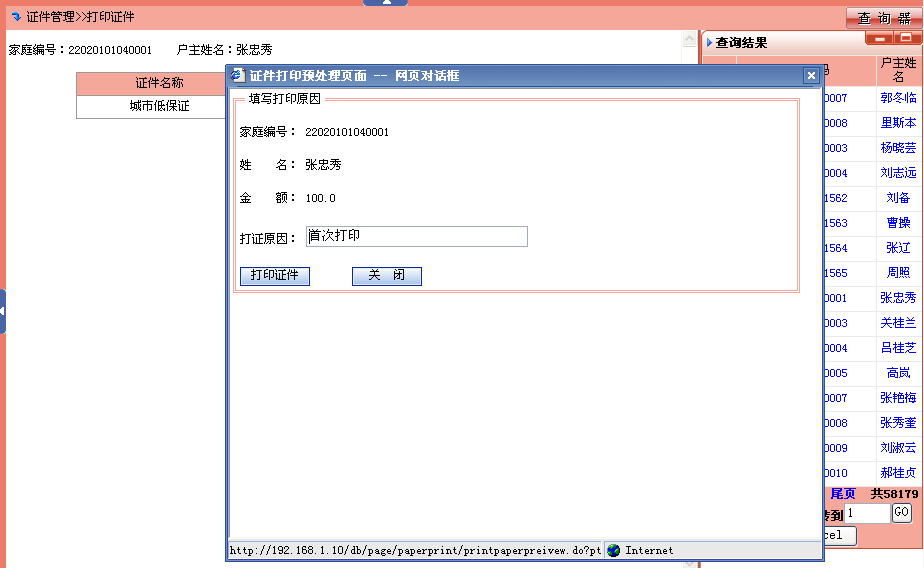 证件管理>>打印证件
查 询 器
家庭编号：22020101040001 户主姓名：张忠秀
查询结果
证件名称
户主姓名
城市低保证
证件打印预处理页面 -- 网页对话框
填写打印原因
家庭编号： 22020101040001
姓 名： 张忠秀
金 额： 100.0
打证原因： 首次打印
打印证件 关 闭
0007 郭冬临
0008 里斯本
0003 杨晓芸
0004 刘志远
1562 刘备
1563 曹操
1564 张辽
1565 周照
0001 张忠秀
0003 关桂兰
0004 吕桂芝
0005 高岚
0007 张艳梅
0008 张秀奎
0009 刘淑云
0010 郝桂贞
尾页 共58179
转到 1 GO
cel
http://192.168.1.10/db/page/paperprint/printpaperpreivew.do?pt Internet